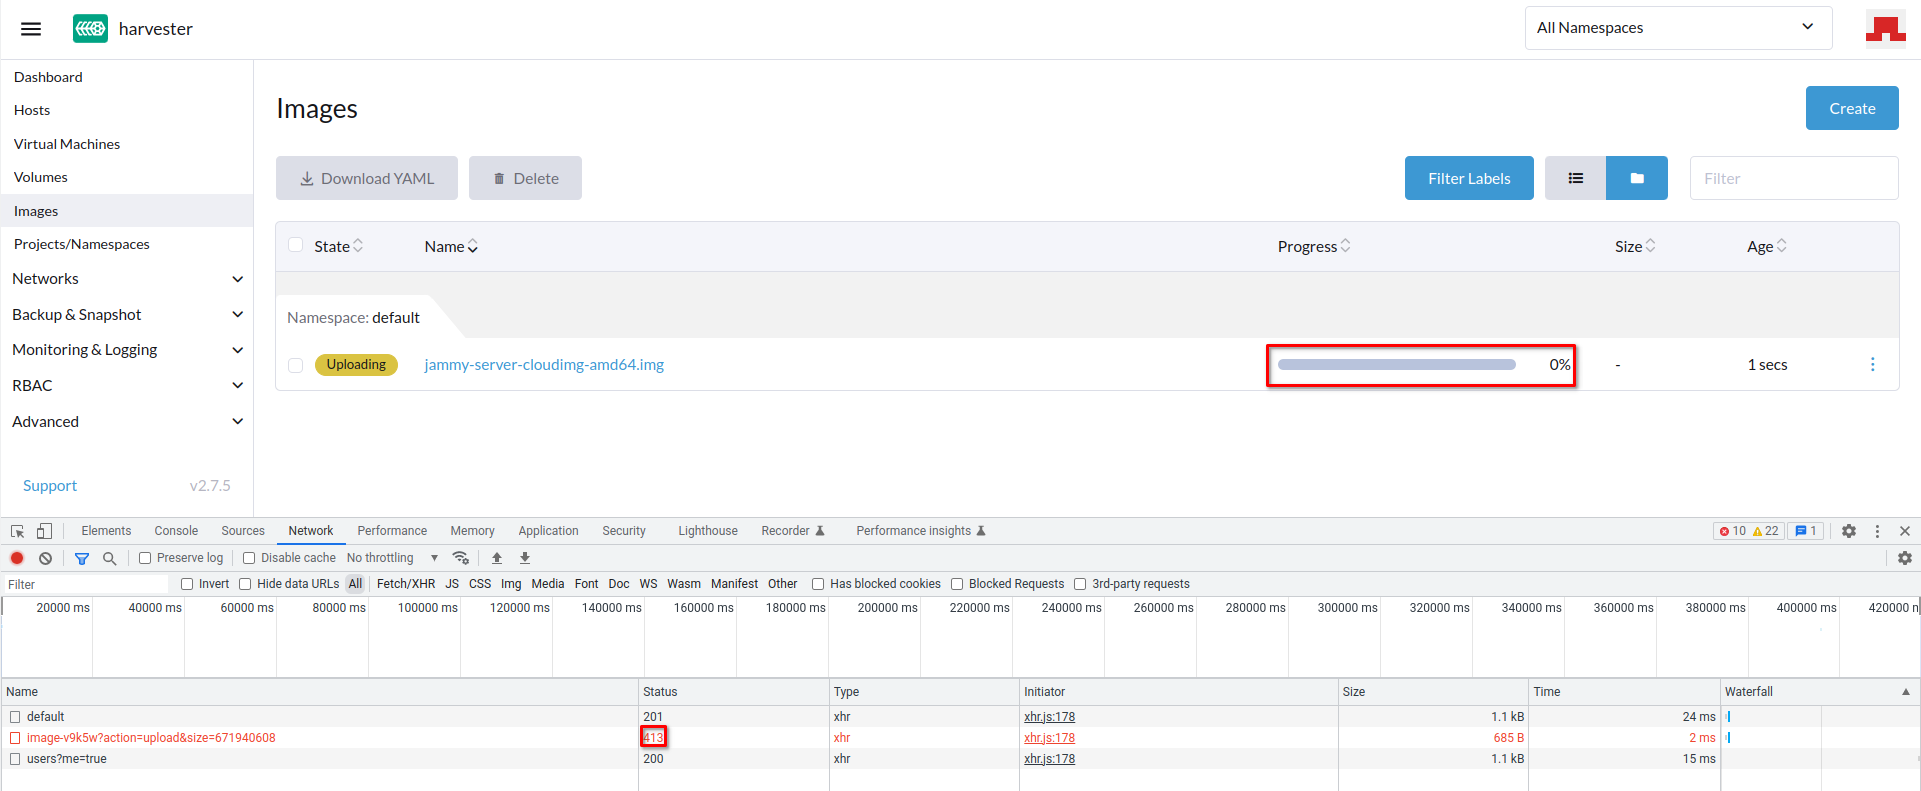 harvester
All Namespaces
Dashboard
Hosts
Virtual Machines
Volumes
Images
Projects/Namespaces
Networks
Backup & Snapshot
Monitoring & Logging
RBAC
Advanced
Support v2.7.5
Images
Create
Download YAML Delete Filter Labels Filter
State Name Progress Size Age
Namespace: default
Uploading jammy-server-cloudimg-amd64.img 0% - 1 secs
Elements Console Sources Network Performance Memory Application Security Lighthouse Recorder Performance insights 10 22 1
Preserve log Disable cache No throttling
Filter Invert Hide data URLs All Fetch/XHR JS CSS Img Media Font Doc WS Wasm Manifest Other Has blocked cookies Blocked Requests 3rd-party requests
20000 ms 40000 ms 60000 ms 80000 ms 100000 ms 120000 ms 140000 ms 160000 ms 180000 ms 200000 ms 220000 ms 240000 ms 260000 ms 280000 ms 300000 ms 320000 ms 340000 ms 360000 ms 380000 ms 400000 ms 420000 n
Name Status Type Initiator Size Time Waterfall
default 201 xhr xhr.js:178 1.1 kB 24 ms
image-v9k5w?action=upload&size=671940608 413 xhr xhr.js:178 685 B 2 ms
users?me=true 200 xhr xhr.js:178 1.1 kB 15 ms